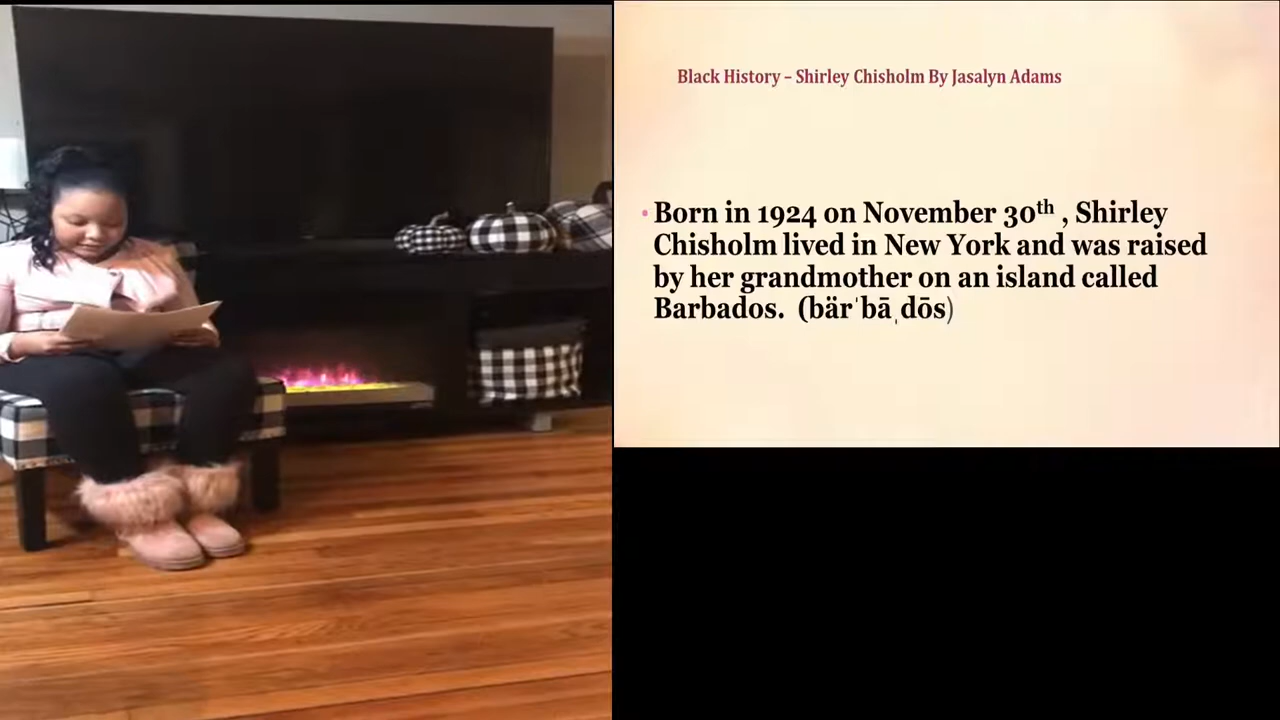 Black History – Shirley Chisholm By Jasalyn Adams
• Born in 1924 on November 30th , Shirley
Chisholm lived in New York and was raised
by her grandmother on an island called
Barbados. (bärˈbāˌdōs)